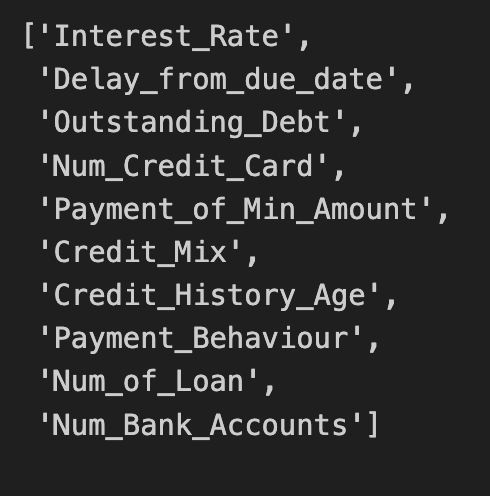 ['Interest_Rate',
 'Delay_from_due_date',
 'Outstanding_Debt',
 'Num_Credit_Card',
 'Payment_of_Min_Amount',
 'Credit_Mix',
 'Credit_History_Age',
 'Payment_Behaviour',
 'Num_of_Loan',
 'Num_Bank_Accounts']